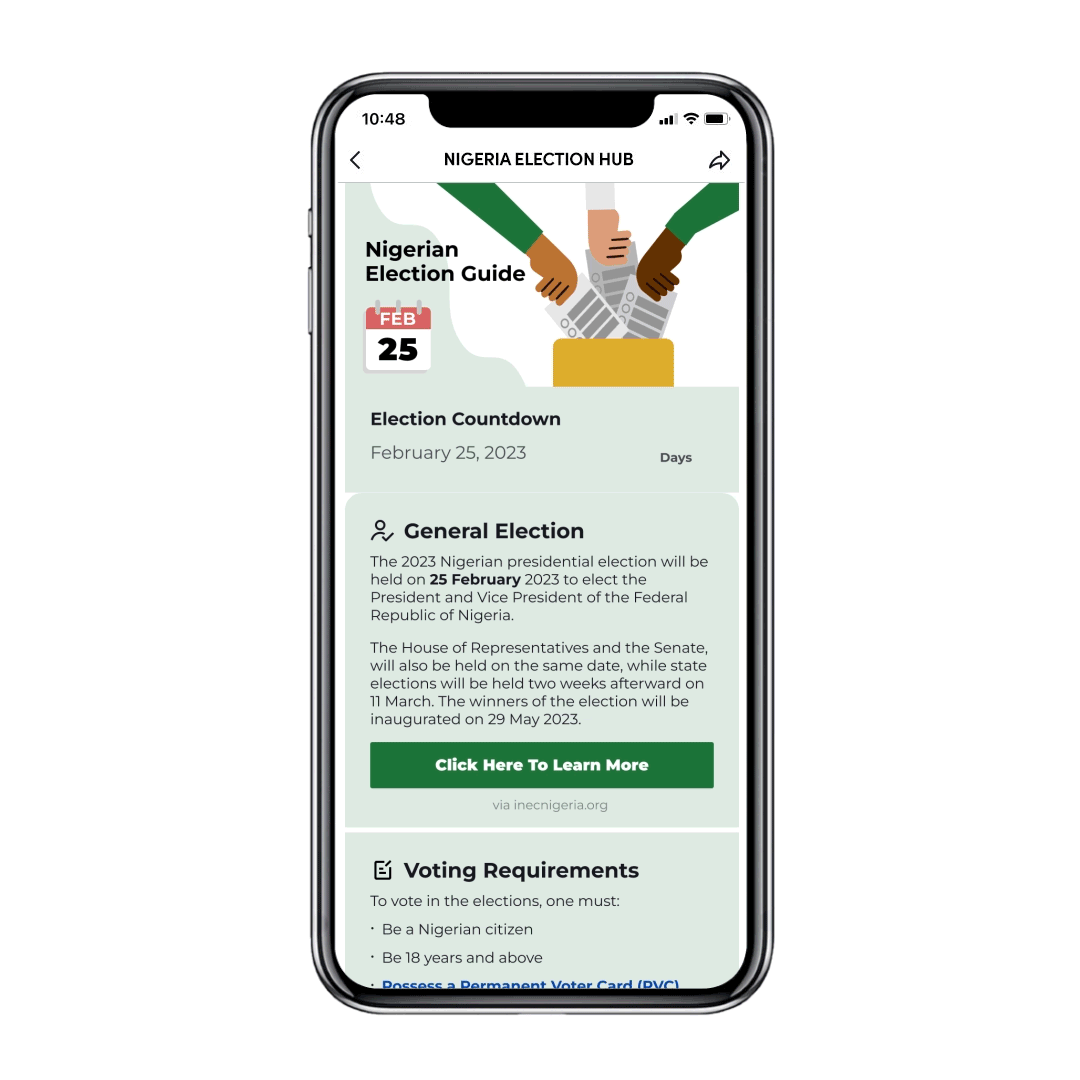 10:48
NIGERIA ELECTION HUB
Nigerian
Election Guide
FEB
25
Election Countdown
February 25, 2023
Days
General Election
The 2023 Nigerian presidential election will be
held on 25 February 2023 to elect the
President and Vice President of the Federal
Republic of Nigeria.
The House of Representatives and the Senate,
will also be held on the same date, while state
elections will be held two weeks afterward on
11 March. The winners of the election will be
inaugurated on 29 May 2023.
Click Here To Learn More
via inecnigeria.org
Voting Requirements
To vote in the elections, one must:
· Be a Nigerian citizen
· Be 18 years and above
· Possess a Permanent Voter Card (PVC)